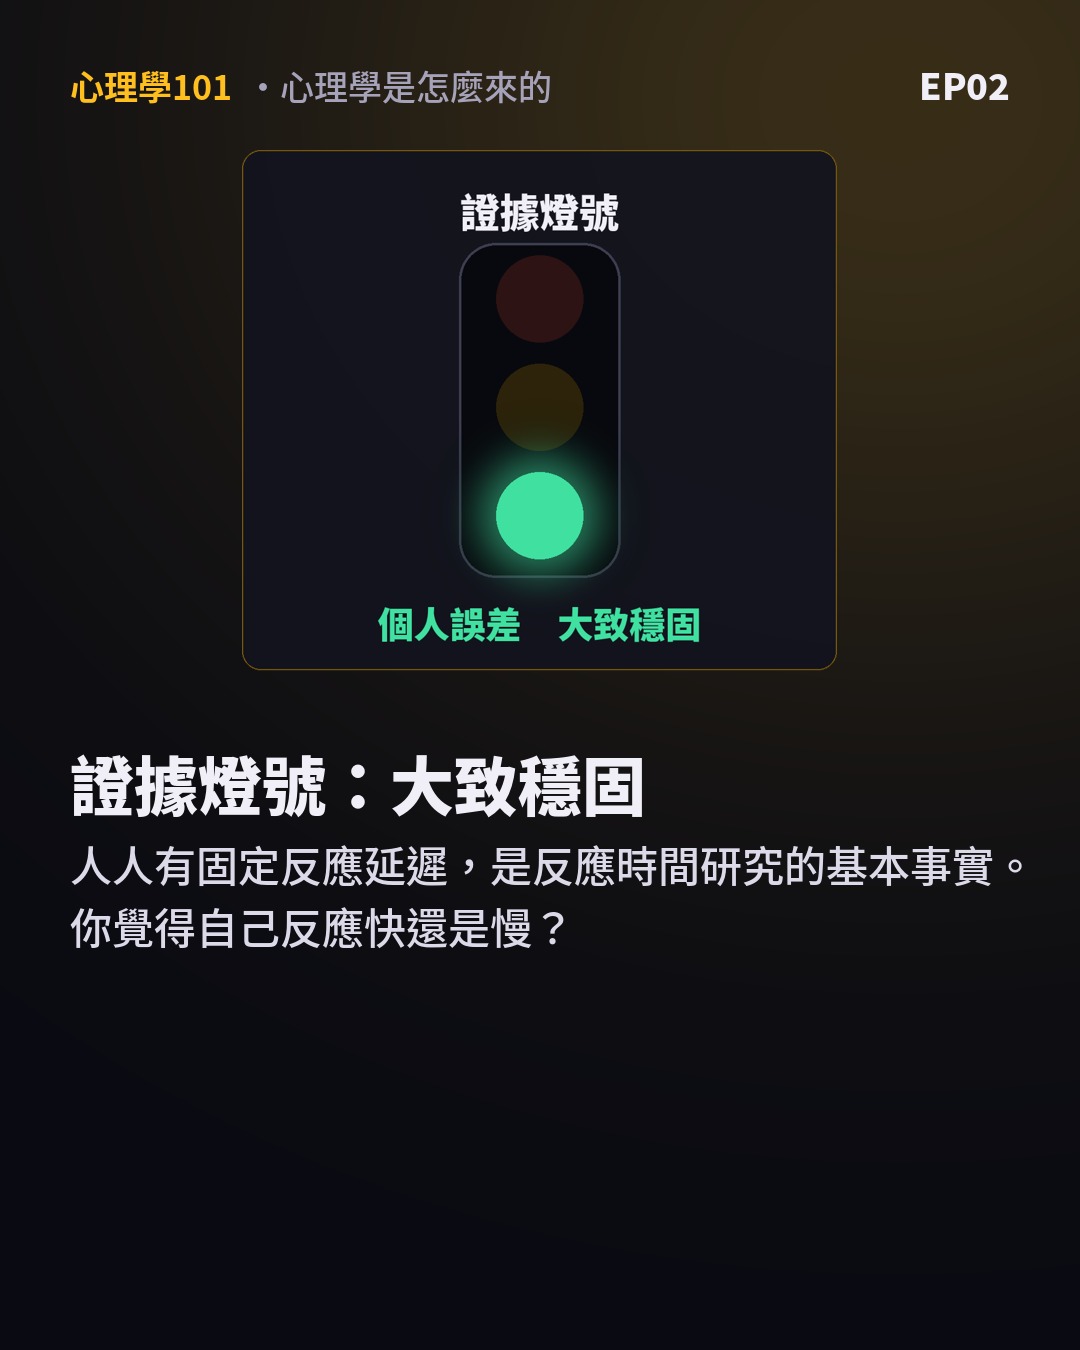 心理學101 ・心理學是怎麼來的 EP02
證據燈號
個人誤差 大致穩固
證據燈號：大致穩固
人人有固定反應延遲，是反應時間研究的基本事實。
你覺得自己反應快還是慢？